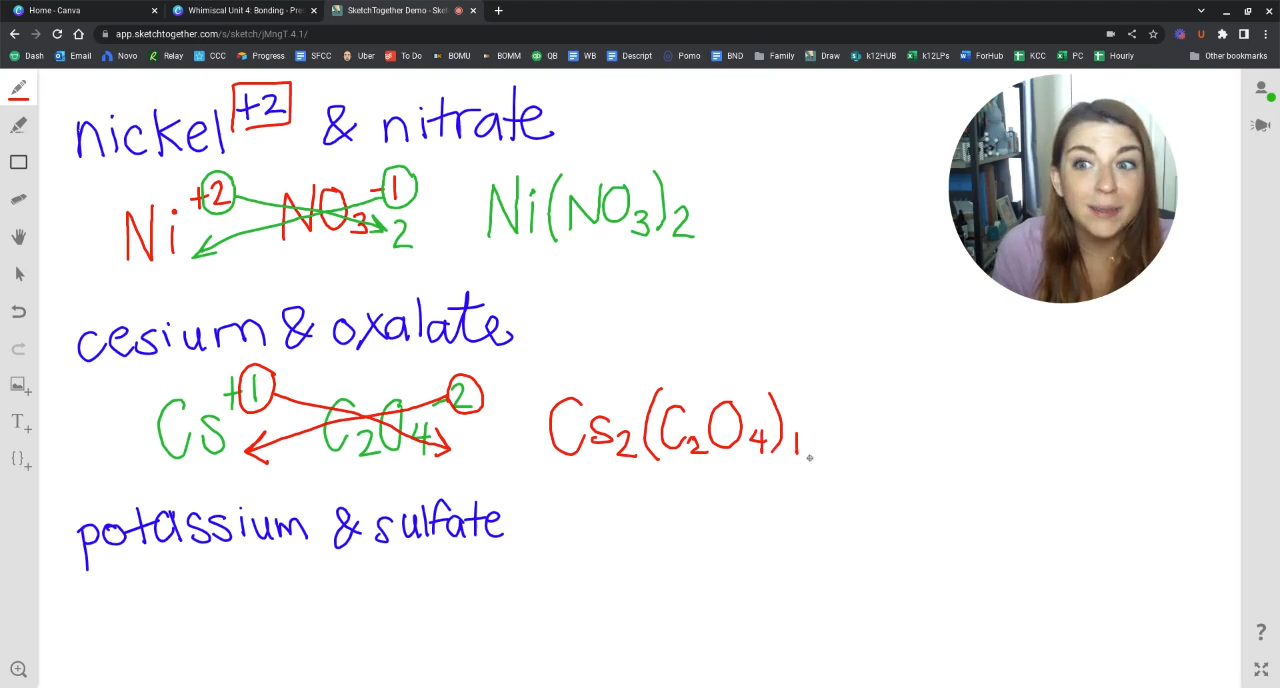 Home - Canva
Whimiscal Unit 4: Bonding - Pre
SketchTogether Demo - Sket
app.sketchtogether.com/s/sketch/jMngT.4.1/
Dash Email Novo Relay CCC Progress SFCC Uber To Do BOMU BOMM QB WB Descript Pomo BND Family Draw k12HUB k12LPs ForHub KCC PC Hourly Other bookmarks
nickel +2 & nitrate
Ni +2 NO3 -1 2 Ni(NO3)2
cesium & oxalate
Cs +1 C2O4 -2 Cs2(C2O4)1
potassium & sulfate